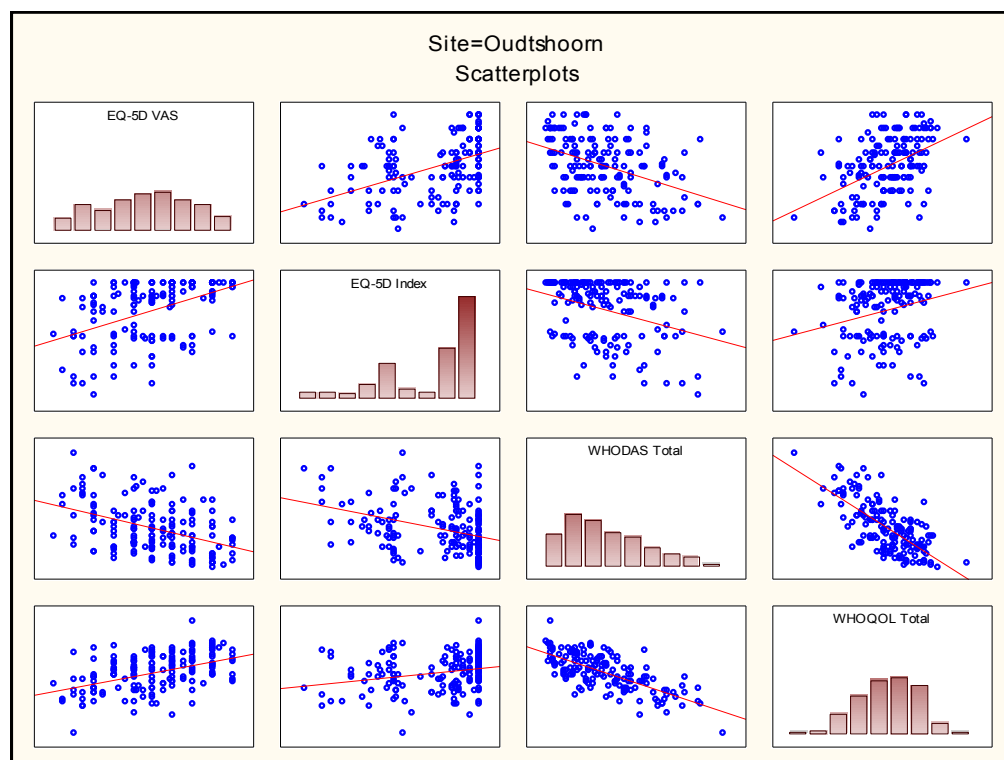 Site=Oudtshoorn
Scatterplots
EQ-5D VAS
EQ-5D Index
WHODAS Total
WHOQOL Total